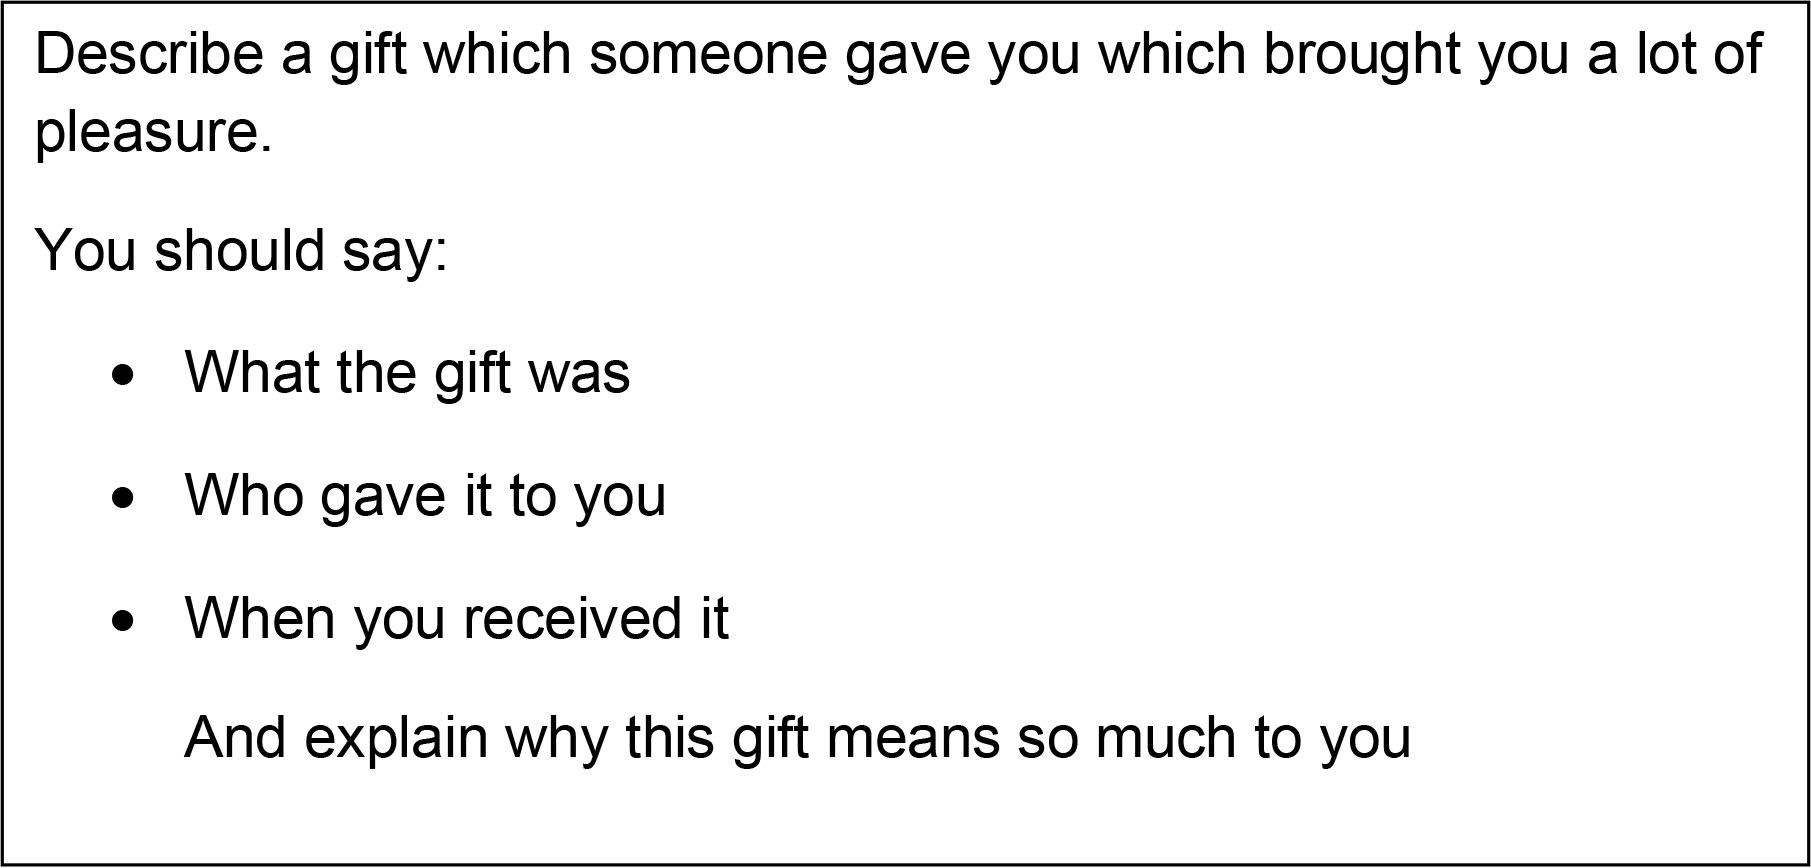 Describe a gift which someone gave you which brought you a lot of
pleasure.
You should say:
• What the gift was
• Who gave it to you
• When you received it
And explain why this gift means so much to you